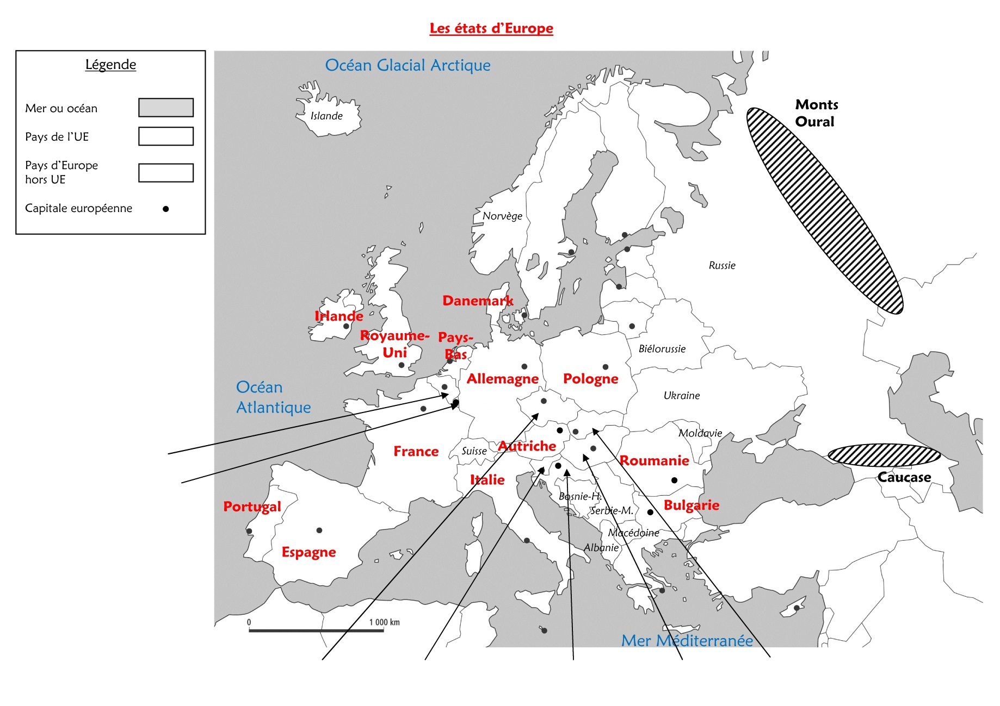 Les états d'Europe
Légende
Mer ou océan
Pays de l'UE
Pays d'Europe
hors UE
Capitale européenne
Océan Glacial Arctique
Islande
Monts
Oural
Norvège
Russie
Danemark
Irlande
Royaume-
Uni
Pays-
Bas
Biélorussie
Allemagne
Pologne
Océan
Atlantique
Ukraine
Moldavie
France
Suisse
Autriche
Roumanie
Caucase
Italie
Bosnie-H.
Portugal
Serbie-M.
Bulgarie
Macédoine
Albanie
Espagne
0
1 000 km
Mer Méditerranée